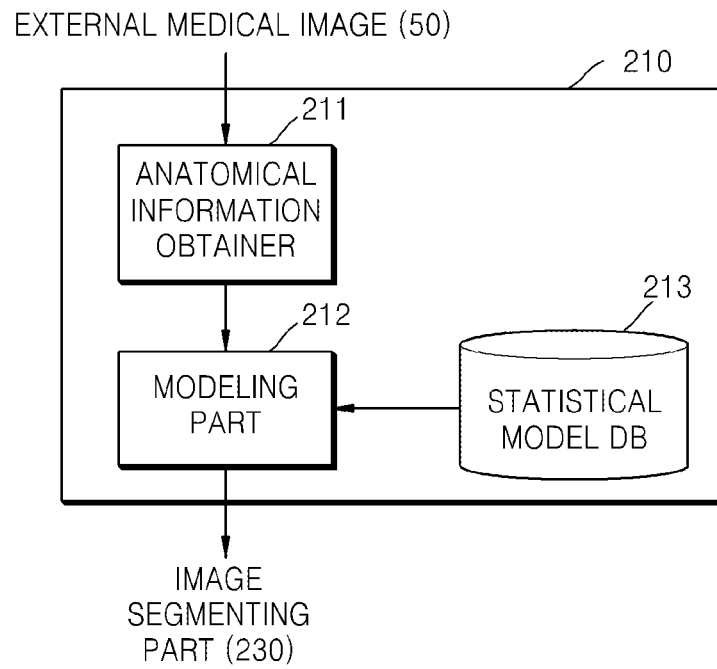 EXTERNAL MEDICAL IMAGE (50)
210
211
ANATOMICAL
INFORMATION
OBTAINER
212
MODELING
PART
213
STATISTICAL
MODEL DB
IMAGE
SEGMENTING
PART (230)